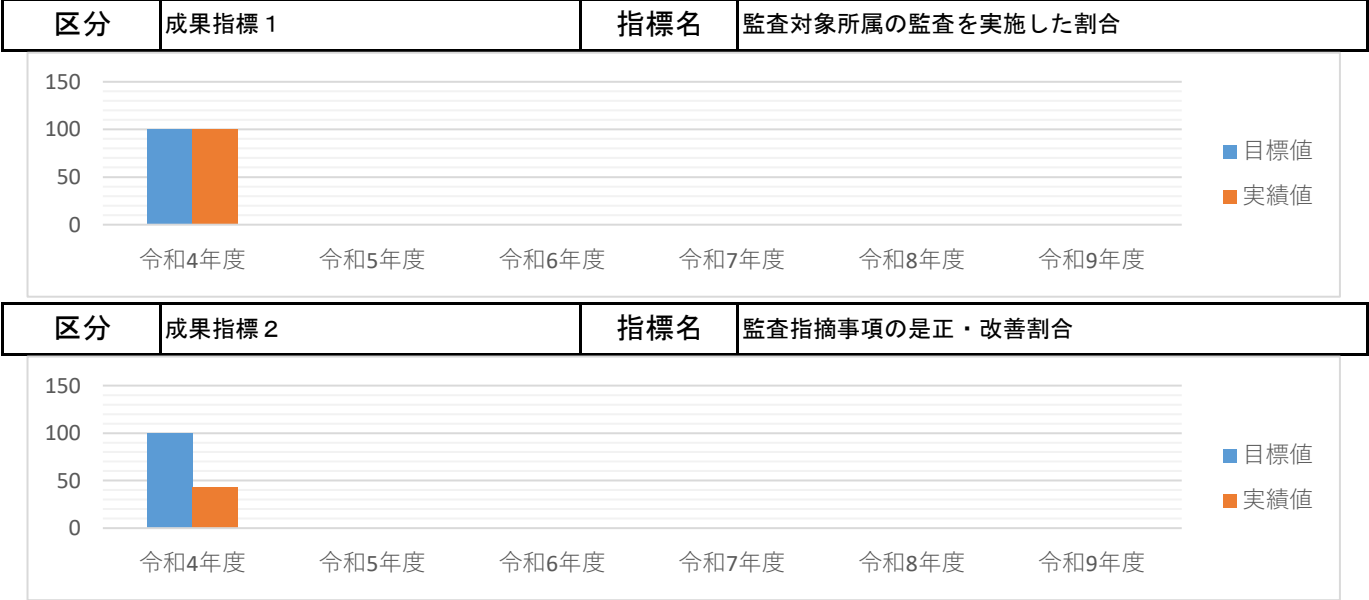 区分 成果指標１ 指標名 監査対象所属の監査を実施した割合
150
100
50
0
目標値
実績値
令和4年度 令和5年度 令和6年度 令和7年度 令和8年度 令和9年度
区分 成果指標２ 指標名 監査指摘事項の是正・改善割合
150
100
50
0
目標値
実績値
令和4年度 令和5年度 令和6年度 令和7年度 令和8年度 令和9年度